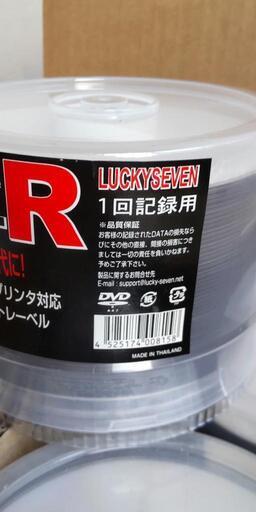 LUCKYSEVEN
R
1回記録用
※品質保証
お客様の記録されたDATAの損失なら
びにその他の直接、間接の損害につき
ましては一切の責任を負いかねます。
予めご了承下さい。
製品に関するお問合せ先
E-mail : support@lucky-seven.net
代に!
プリンタ対応
トレーベル
DVD
紙
プラ
4 525174 008158
MADE IN THAILAND